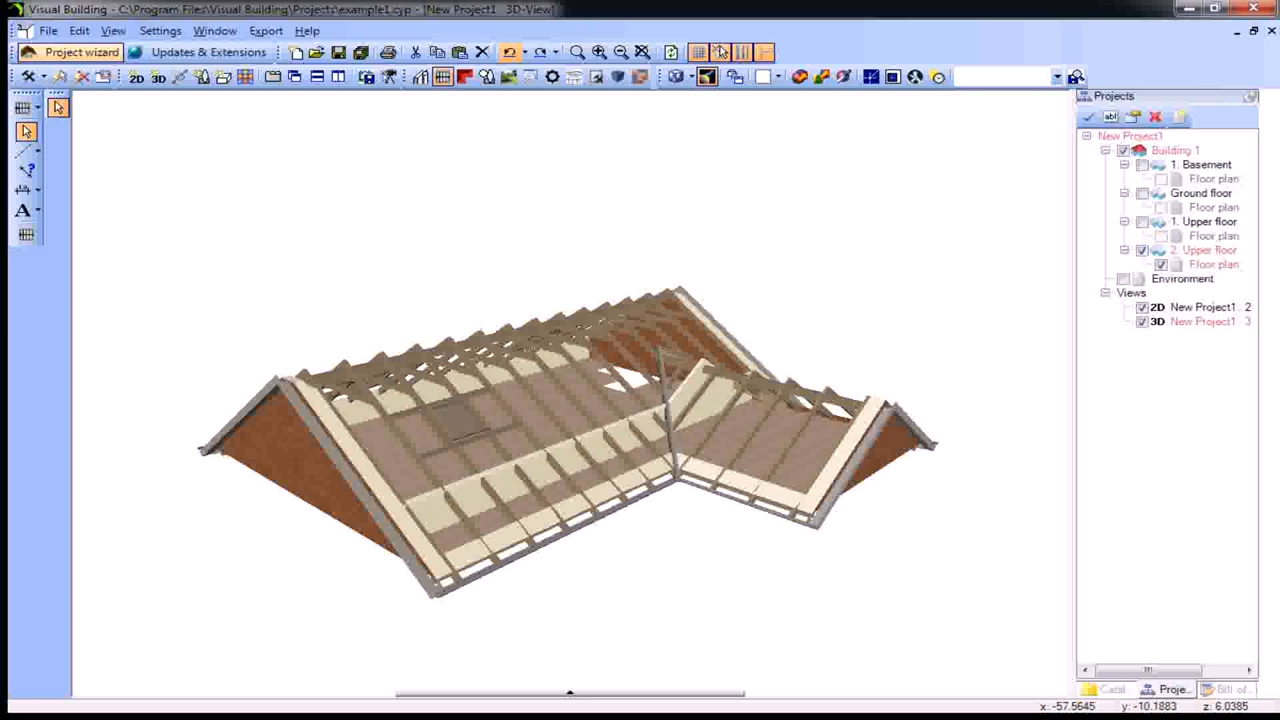 Visual Building - C:\Program Files\Visual Building\Projects\example1.cyp - [New Project1 3D-View]
File Edit View Settings Window Export Help
Project wizard Updates & Extensions
2D 3D
Projects
abl
New Project1
Building 1
1. Basement
Floor plan
Ground floor
Floor plan
1. Upper floor
Floor plan
2. Upper floor
Floor plan
Environment
Views
2D New Project1 . 2
3D New Project1 3
A
Proje... Bill of...
x: -57.5645 y: -10.1883 z: 6.0385